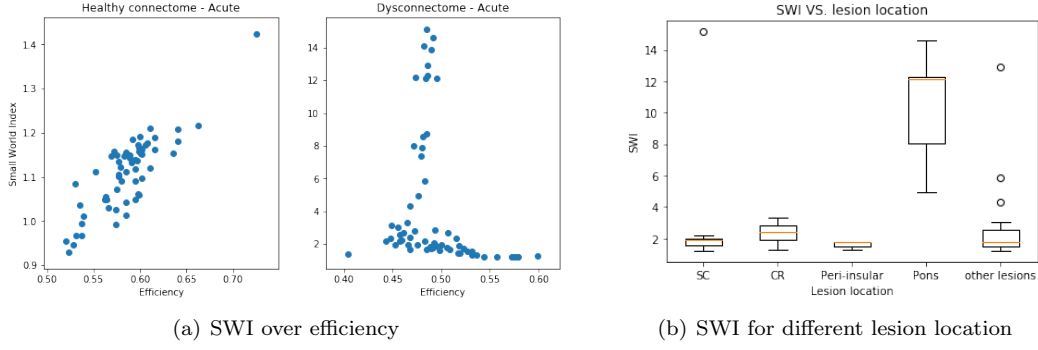 Healthy connectome - Acute
Small World Index
1.4
1.3
1.2
1.1
1.0
0.9
0.50 0.55 0.60 0.65 0.70
Efficiency
Dysconnectome - Acute
14
12
10
8
6
4
2
0.40 0.45 0.50 0.55 0.60
Efficiency
(a) SWI over efficiency
SWI VS. lesion location
SWI
14
12
10
8
6
4
2
SC CR Peri-insular Pons other lesions
Lesion location
(b) SWI for different lesion location